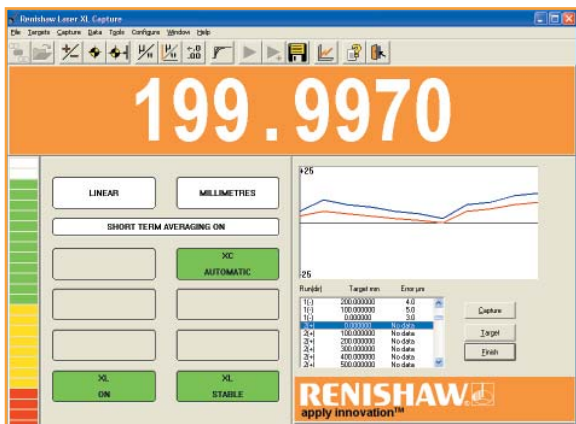 Renishaw Laser XL Capture
File Targets Capture Data Tools Configure Window Help
199.9970
LINEAR MILLIMETRES
SHORT TERM AVERAGING ON
XC
AUTOMATIC
XL
ON
XL
STABLE
+25
-25
Run(dir) Target mm Error µm
1(-) 200.000000 4.0
1(-) 100.000000 5.0
1(-) 0.000000 3.0
2(+) 0.000000 No data
2(+) 100.000000 No data
2(+) 200.000000 No data
2(+) 300.000000 No data
2(+) 400.000000 No data
2(+) 500.000000 No data
Capture
Target
Finish
RENISHAW
apply innovation™